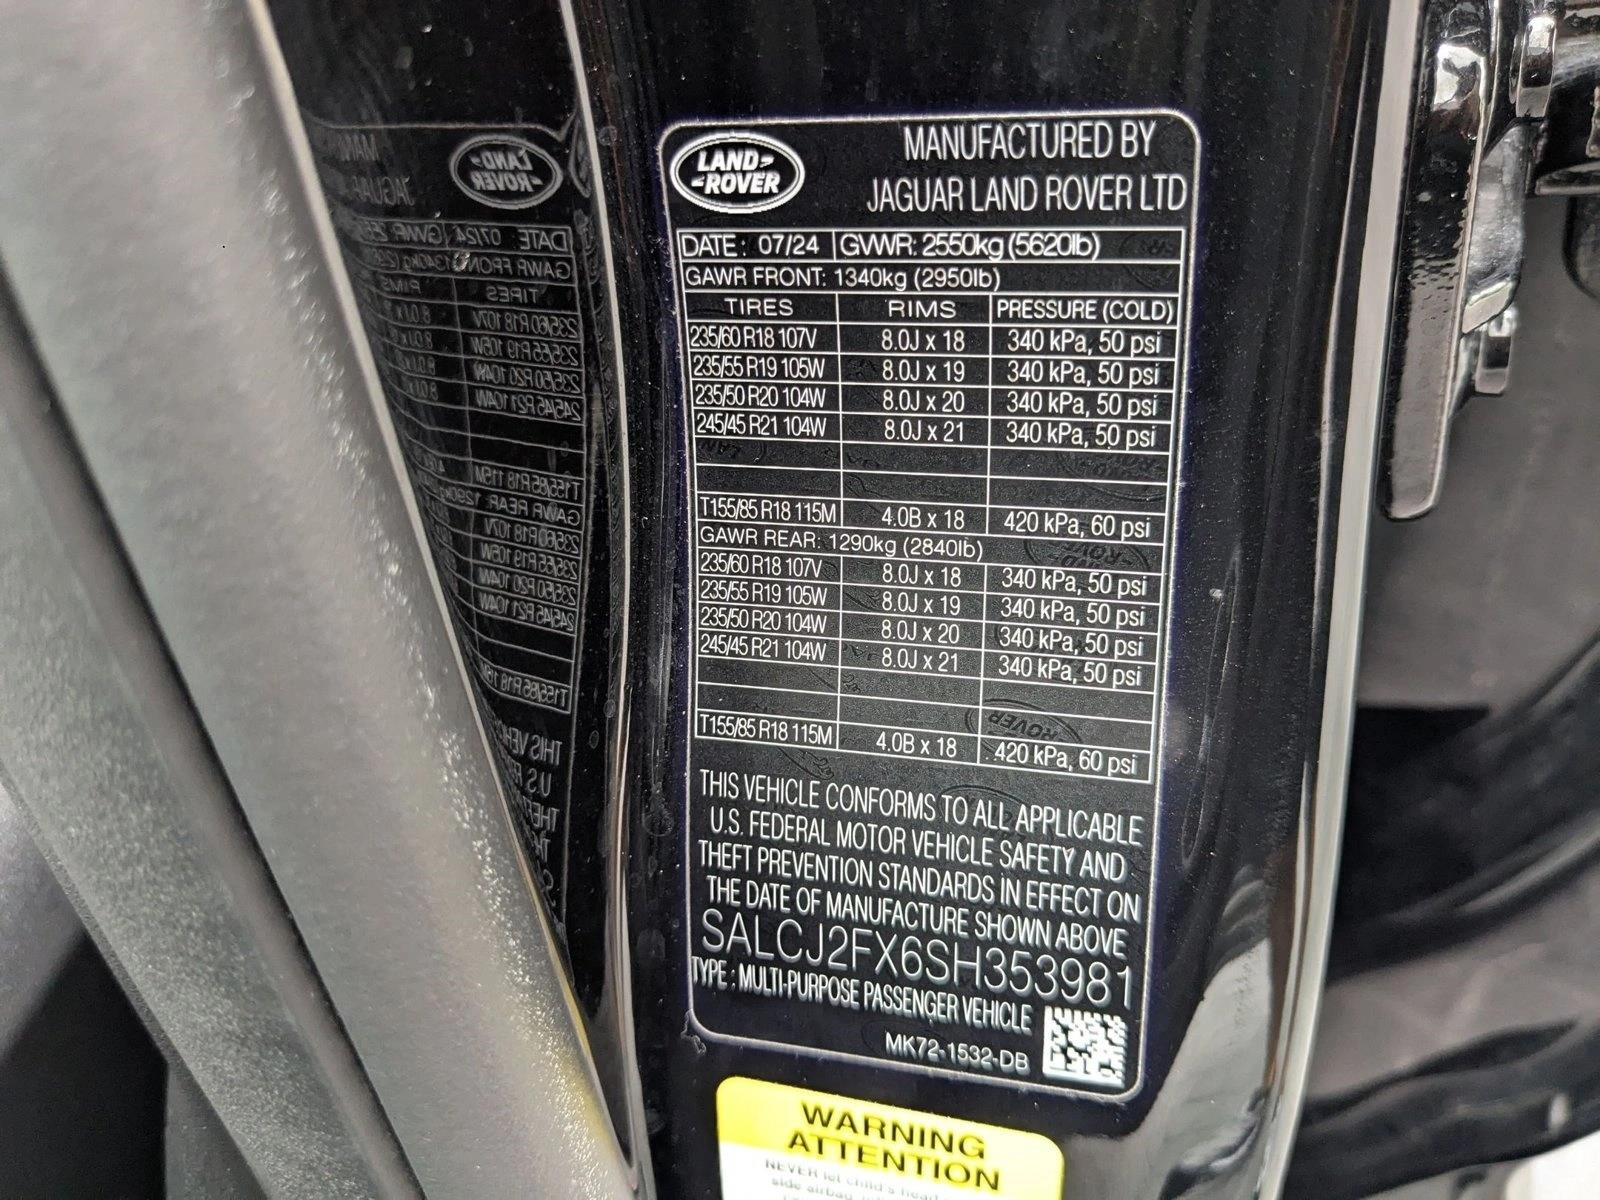 LAND-
-ROVER
MANUFACTURED BY
JAGUAR LAND ROVER LTD
DATE: 07/24 GVWR: 2550kg (5620lb)
GAWR FRONT: 1340kg (2950lb)
TIRES RIMS PRESSURE (COLD)
235/60 R18 107V 8.0J x 18 340 kPa, 50 psi
235/55 R19 105W 8.0J x 19 340 kPa, 50 psi
235/50 R20 104W 8.0J x 20 340 kPa, 50 psi
245/45 R21 104W 8.0J x 21 340 kPa, 50 psi
T155/85 R18 115M 4.0B x 18 420 kPa, 60 psi
GAWR REAR: 1290kg (2840lb)
235/60 R18 107V 8.0J x 18 340 kPa, 50 psi
235/55 R19 105W 8.0J x 19 340 kPa, 50 psi
235/50 R20 104W 8.0J x 20 340 kPa, 50 psi
245/45 R21 104W 8.0J x 21 340 kPa, 50 psi
T155/85 R18 115M 4.0B x 18 420 kPa, 60 psi
THIS VEHICLE CONFORMS TO ALL APPLICABLE
U.S. FEDERAL MOTOR VEHICLE SAFETY AND
THEFT PREVENTION STANDARDS IN EFFECT ON
THE DATE OF MANUFACTURE SHOWN ABOVE
SALCJ2FX6SH353981
TYPE: MULTI-PURPOSE PASSENGER VEHICLE
MK72-1532-DB
WARNING
ATTENTION
NEVER let child's head
side airbag